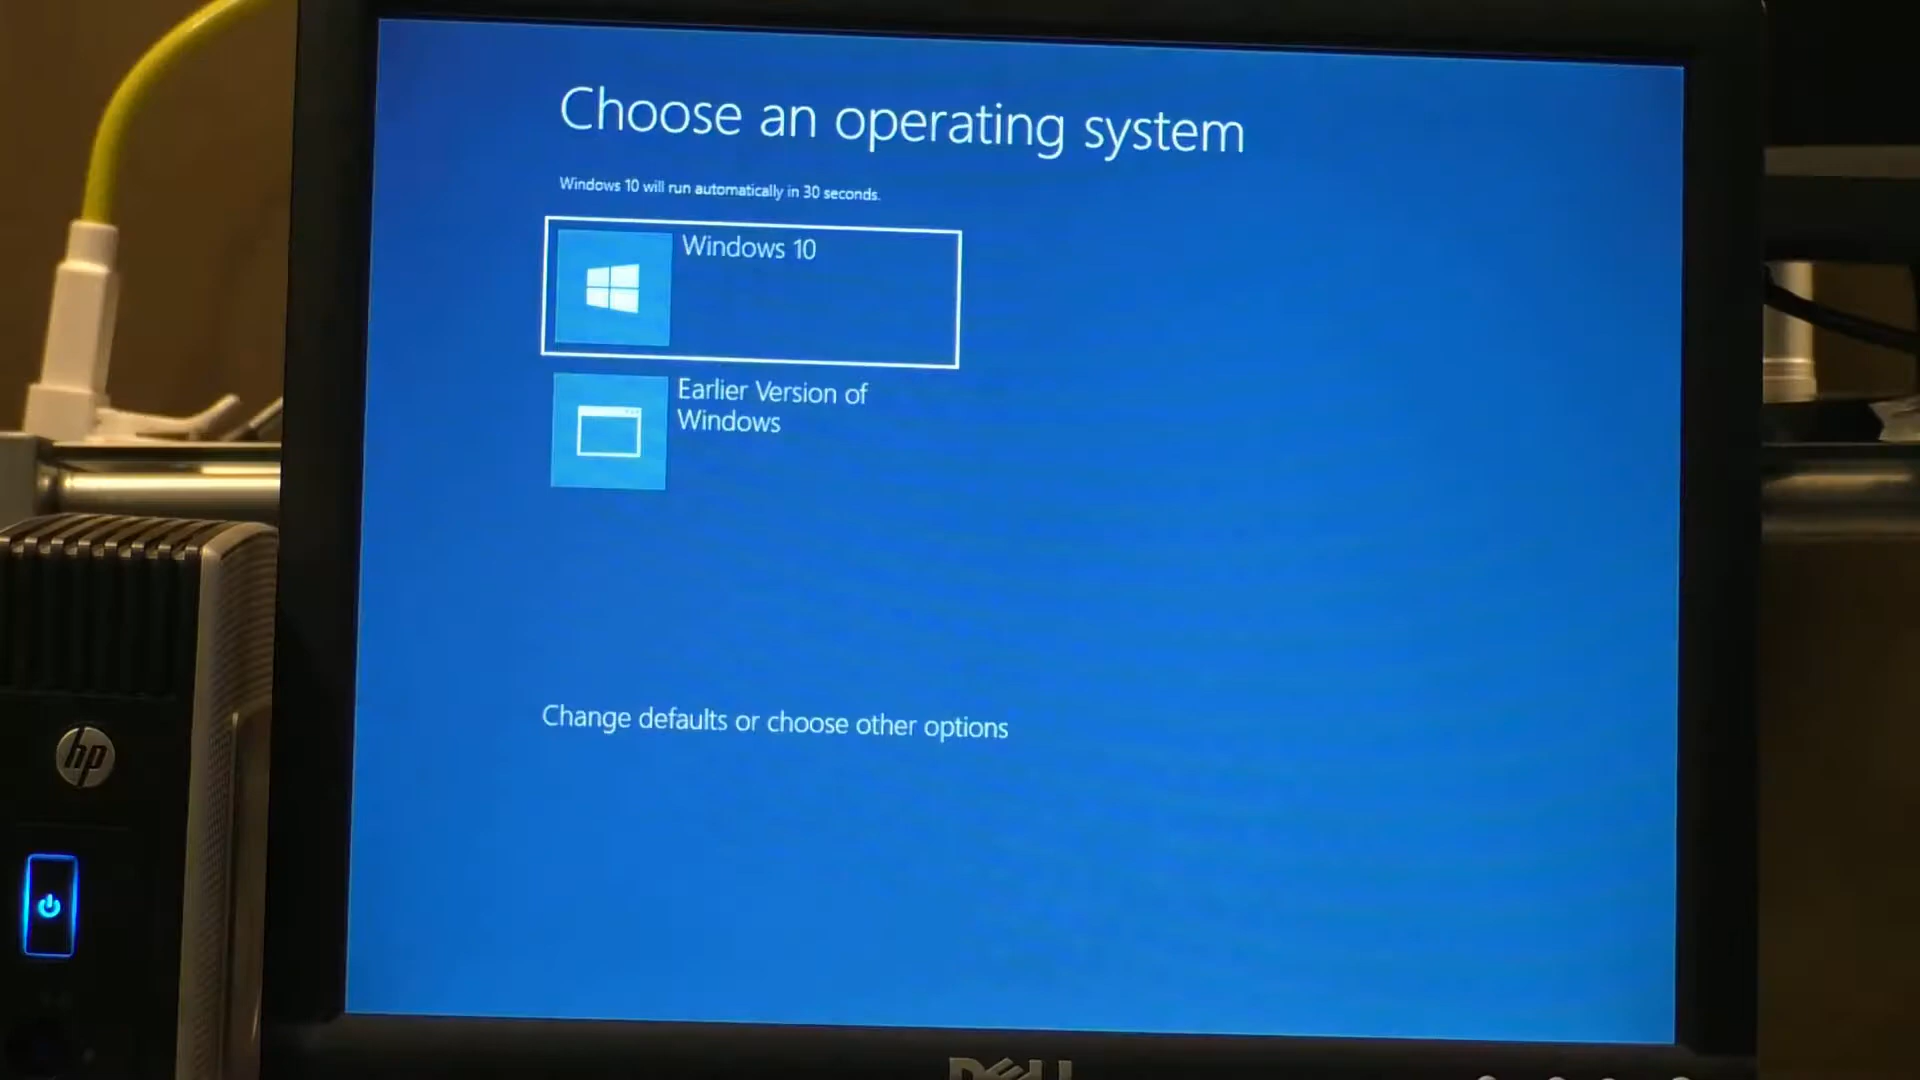 Choose an operating system
Windows 10 will run automatically in 30 seconds.
Windows 10
Earlier Version of
Windows
Change defaults or choose other options
hp
DELL